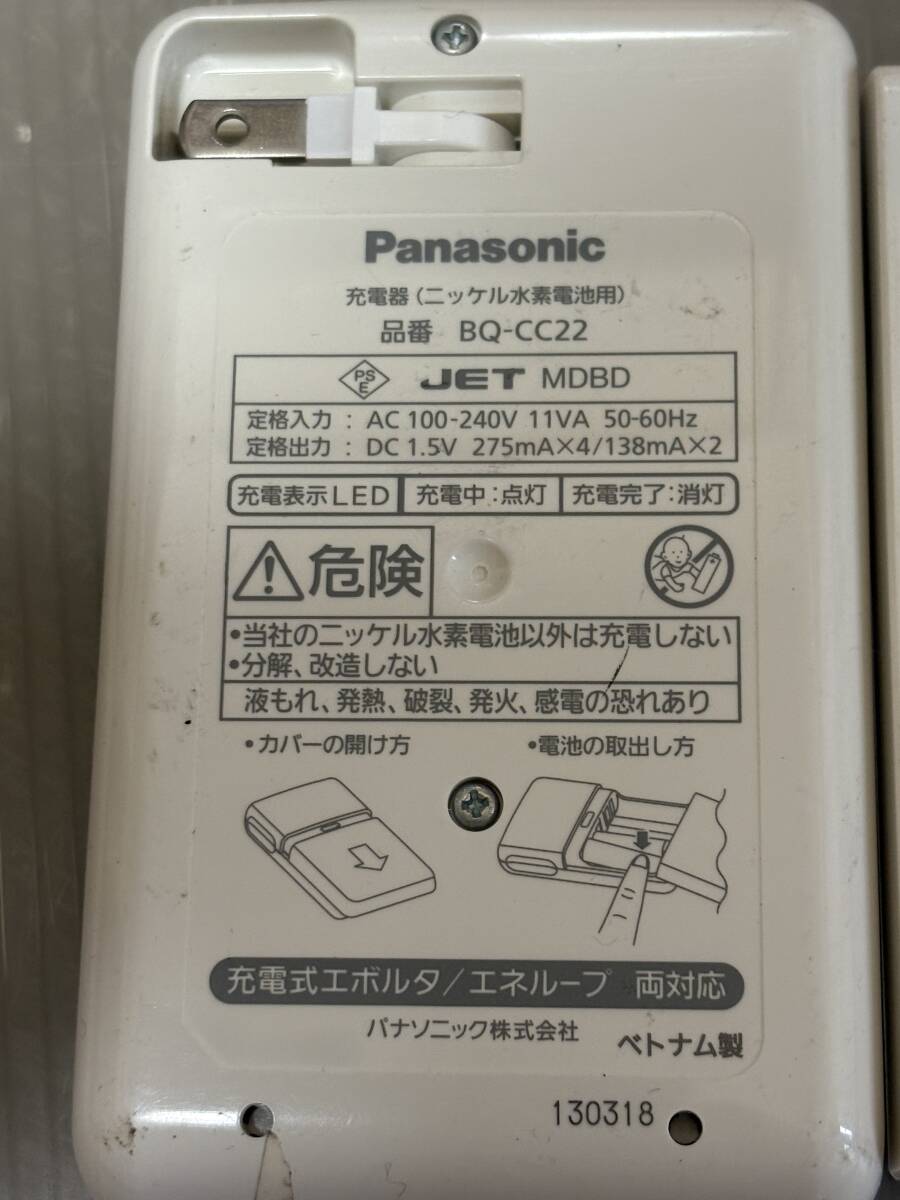 Panasonic
充電器(ニッケル水素電池用)
品番 BQ-CC22
PS E JET MDBD
定格入力 : AC 100-240V 11VA 50-60Hz
定格出力 : DC 1.5V 275mA×4/138mA×2
充電表示LED 充電中:点灯 充電完了:消灯
危険
•当社のニッケル水素電池以外は充電しない
•分解、改造しない
液もれ、発熱、破裂、発火、感電の恐れあり
•カバーの開け方 •電池の取出し方
充電式エボルタ/エネループ 両対応
パナソニック株式会社
ベトナム製
130318